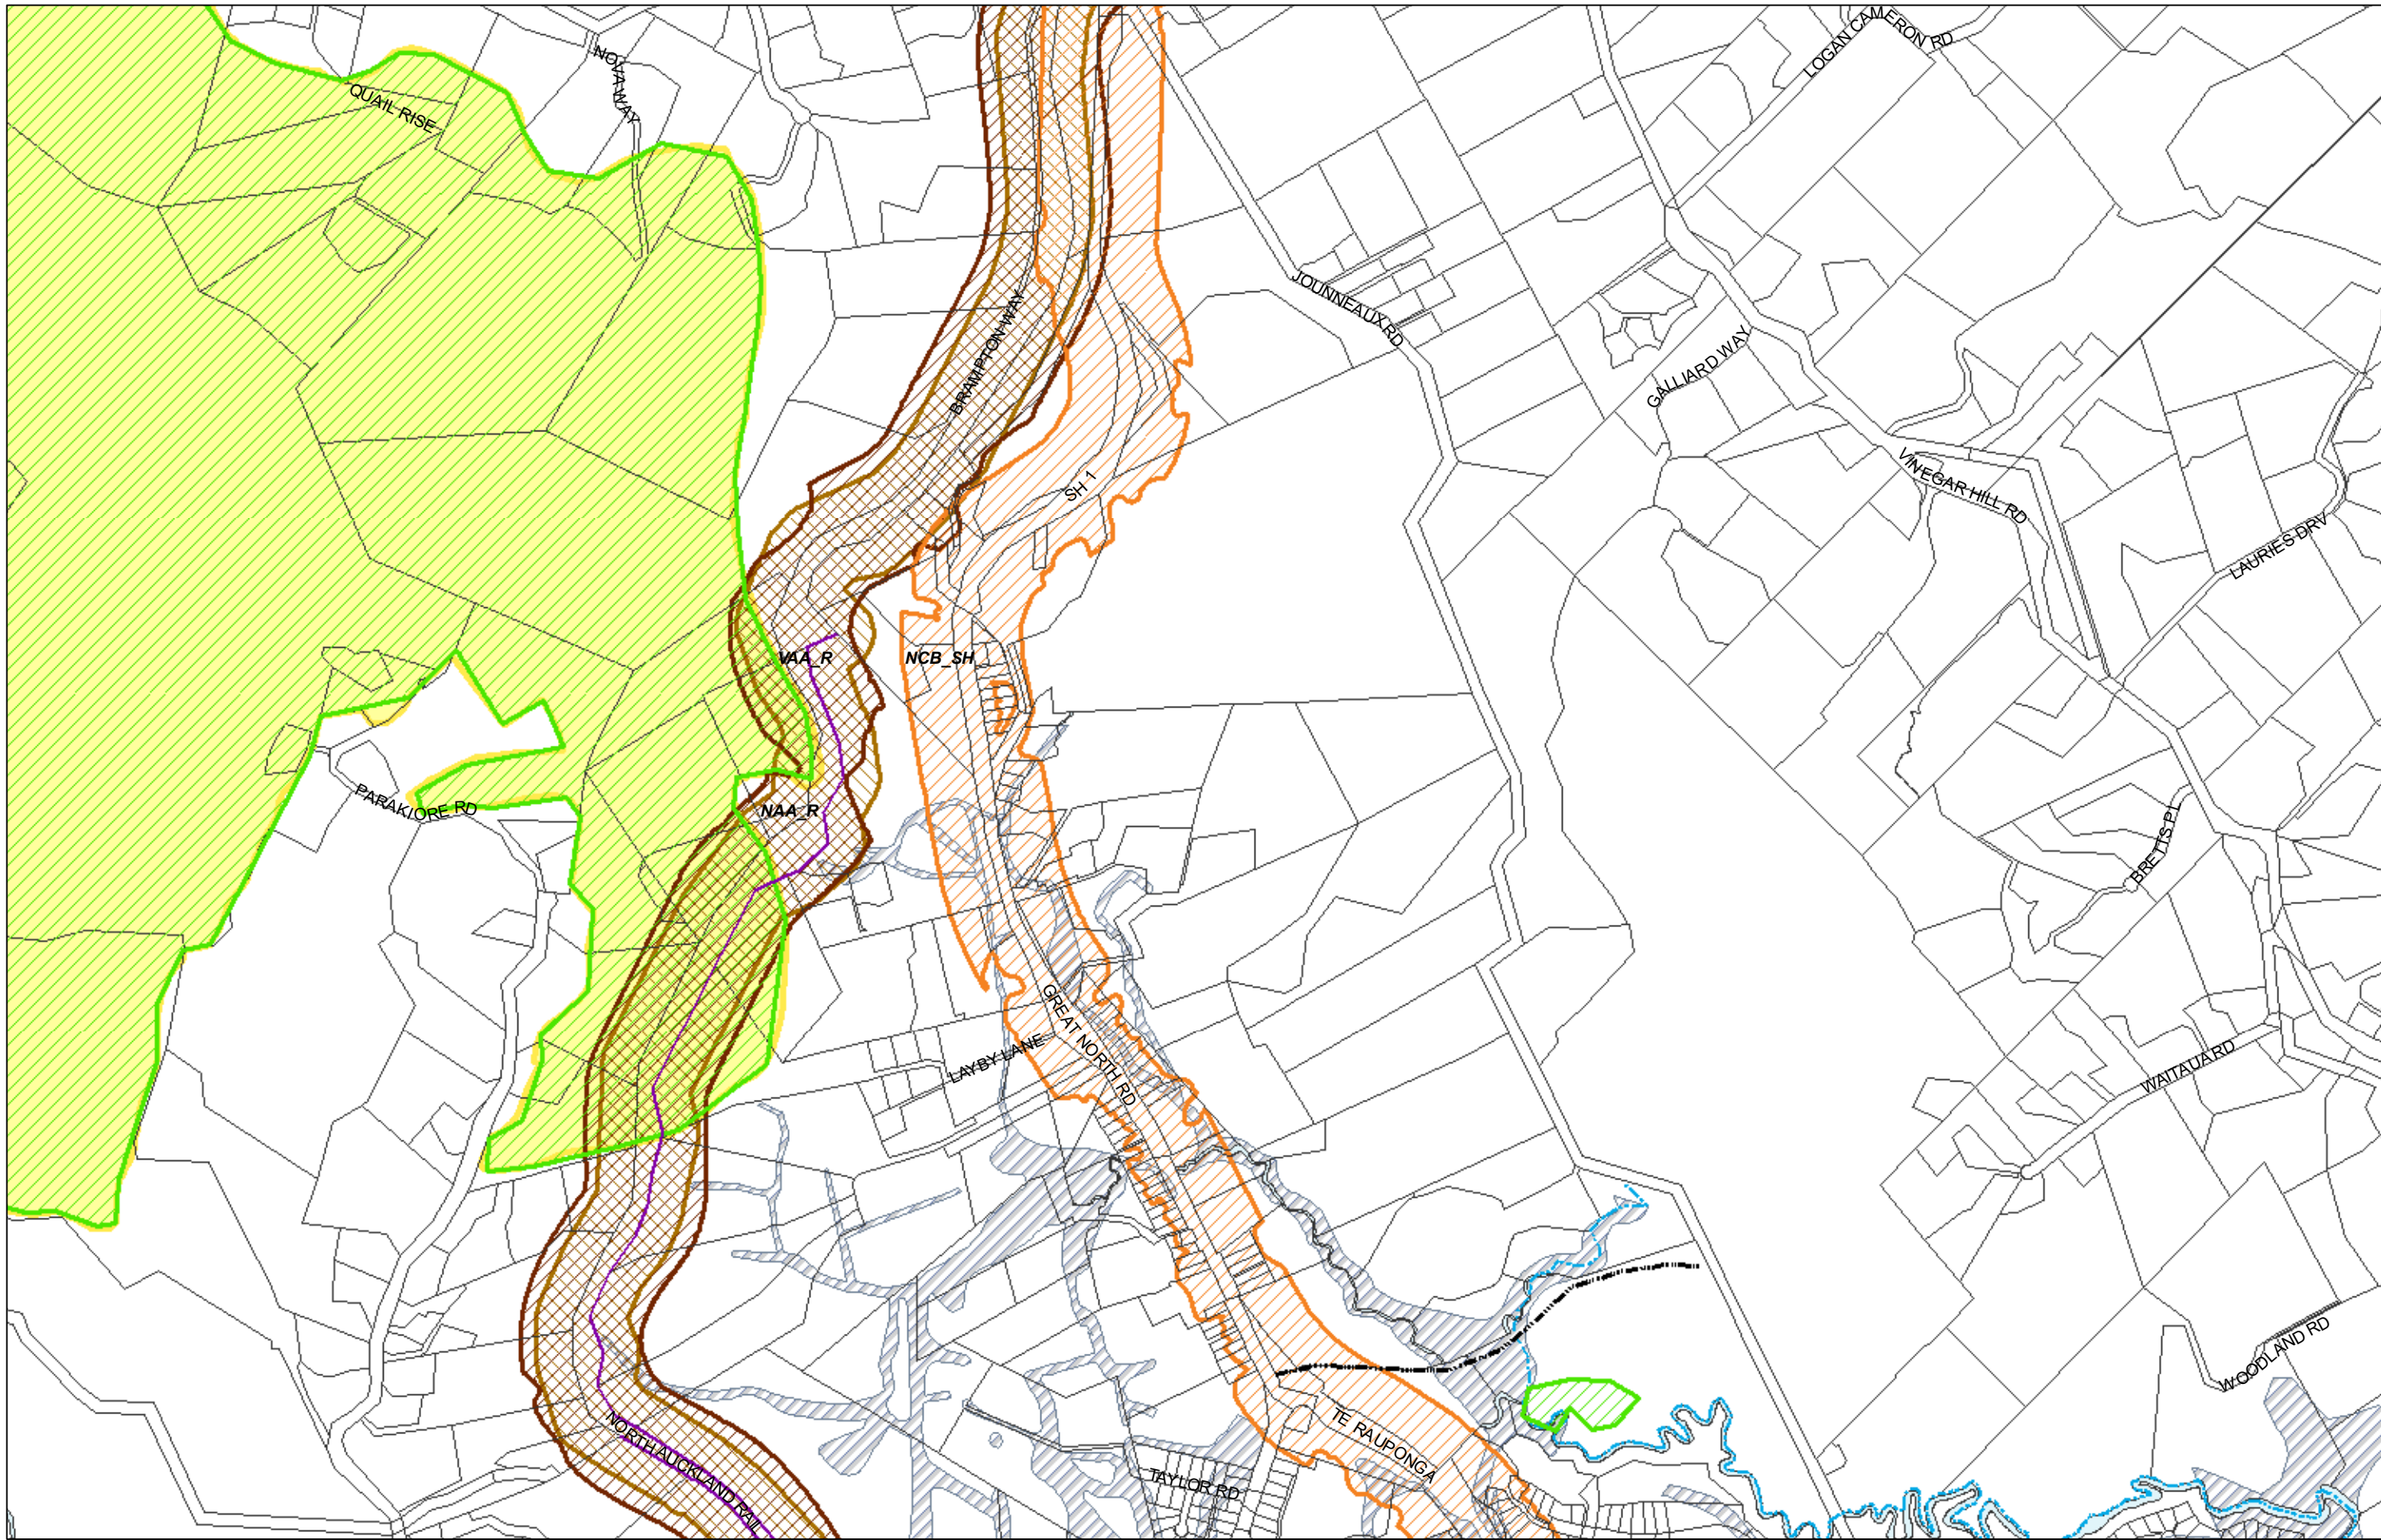 LOGAN CAMERON RD
NOVA WAY
QUAIL RISE
JOUNNEAUX RD
BRAMPTON WAY
GALLIARD WAY
VINEGAR HILL RD
SH 1
LAURIES DRV
VAA_R
NCB_SH
NAA_R
PARAKIORE RD
BRETTS PL
GREAT NORTH RD
LAYBY LANE
WAITAUA RD
WOODLAND RD
TE RAUPONGA
NORTH AUCKLAND RAIL
TAYLOR RD